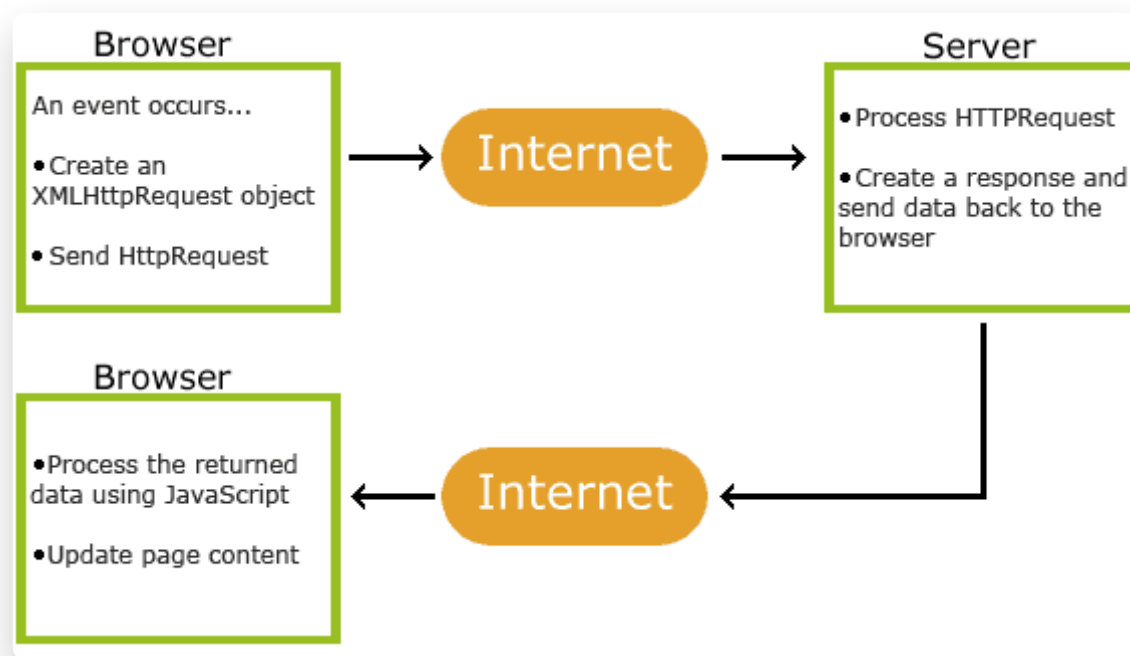 Browser
An event occurs...
•Create an
XMLHttpRequest object
• Send HttpRequest
Internet
Server
•Process HTTPRequest
•Create a response and
send data back to the
browser
Browser
•Process the returned
data using JavaScript
•Update page content
Internet